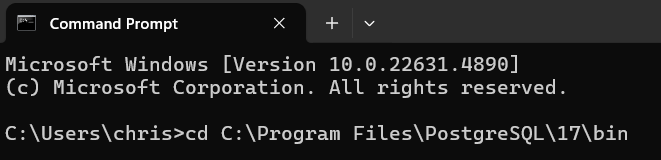 Command Prompt
Microsoft Windows [Version 10.0.22631.4890]
(c) Microsoft Corporation. All rights reserved.
C:\Users\chris>cd C:\Program Files\PostgreSQL\17\bin